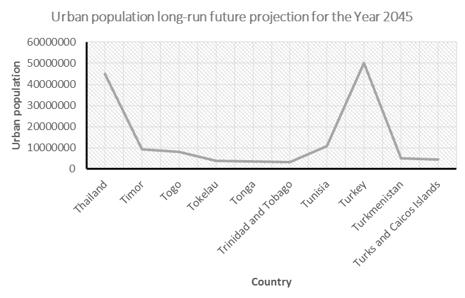 Urban population long-run future projection for the Year 2045
Urban population
60000000
50000000
40000000
30000000
20000000
10000000
0
Thailand
Timor
Togo
Tokelau
Tonga
Trinidad and Tobago
Tunisia
Turkey
Turkmenistan
Turks and Caicos Islands
Country